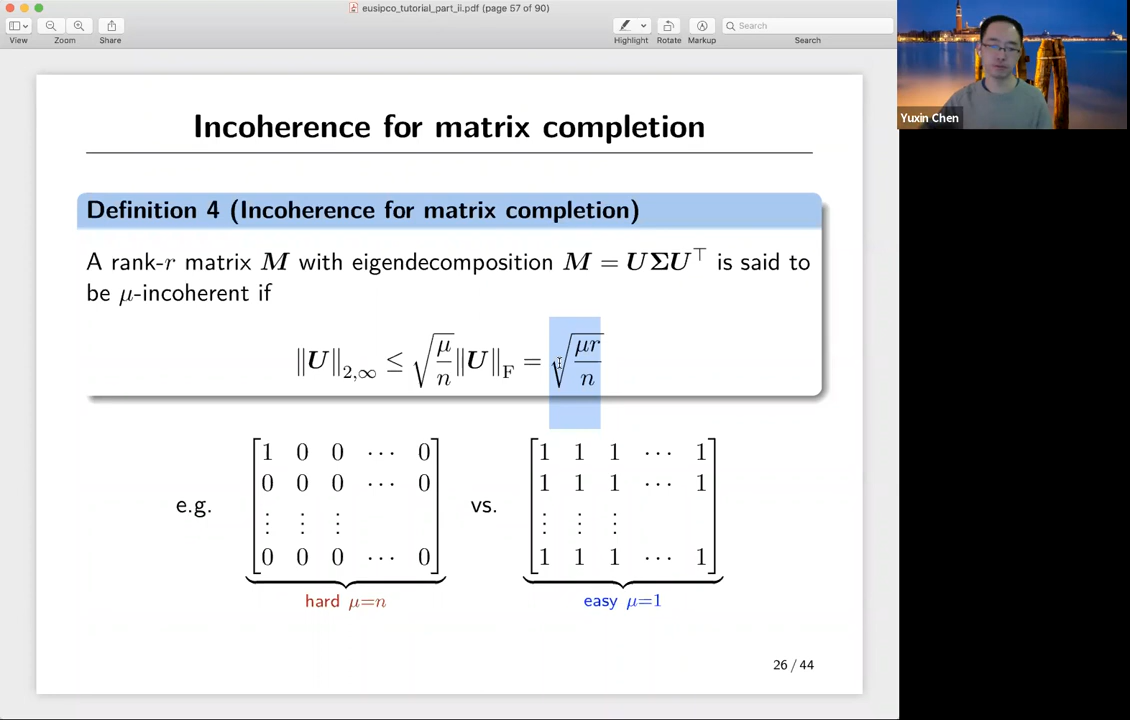 eusipco_tutorial_part_ii.pdf (page 57 of 90)
View Zoom Share Highlight Rotate Markup Search
Search
Yuxin Chen
Incoherence for matrix completion
Definition 4 (Incoherence for matrix completion)
A rank-r matrix M with eigendecomposition M = UΣU⊤ is said to
be μ-incoherent if
‖U‖2,∞ ≤ √(μ/n) ‖U‖F = √(μr/n)
e.g.
1 0 0 ⋯ 0
0 0 0 ⋯ 0
⋮ ⋮ ⋮
0 0 0 ⋯ 0
hard μ=n
vs.
1 1 1 ⋯ 1
1 1 1 ⋯ 1
⋮ ⋮ ⋮
1 1 1 ⋯ 1
easy μ=1
26 / 44